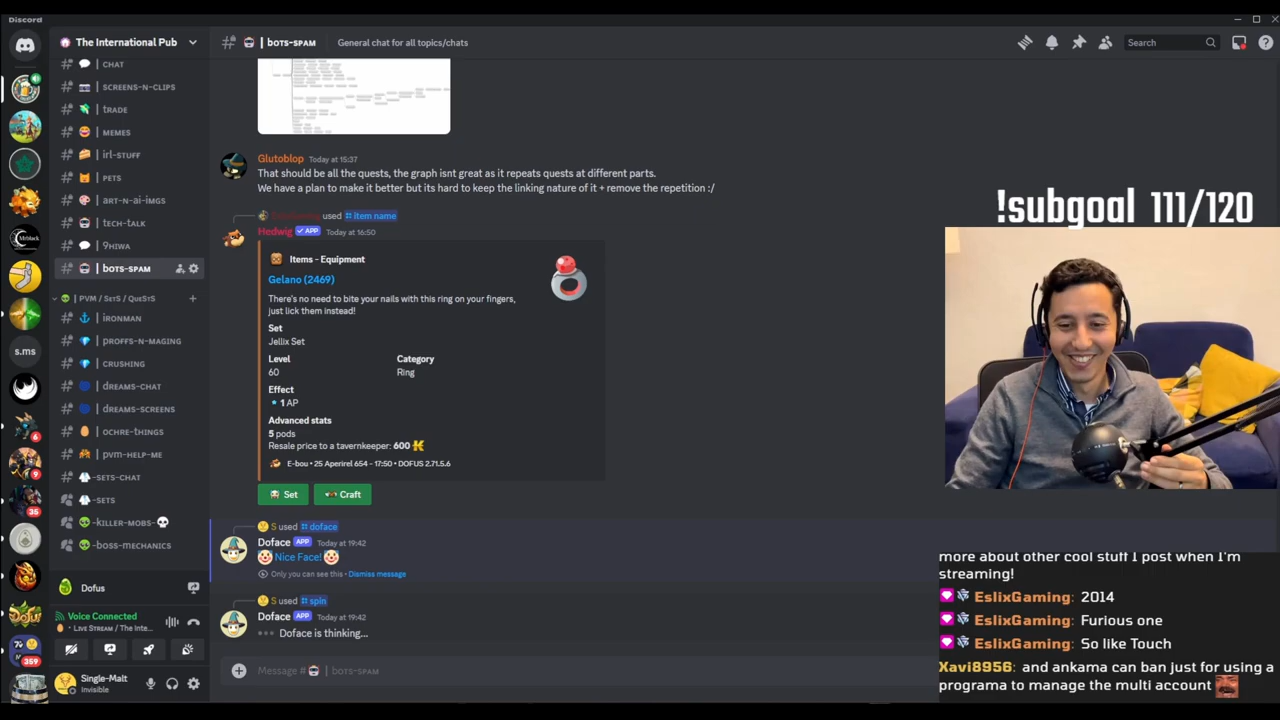 Discord
The International Pub
CHAT
SCREENS-N-CLIPS
TRADE
MEMES
IRL-STUFF
PETS
ART-N-AI-IMGS
TECH-TALK
9HIWA
BOTS-SPAM
PVM / SETS / QUESTS
IRONMAN
PROFFS-N-MAGING
CRUSHING
DREAMS-CHAT
DREAMS-SCREENS
OCHRE-THINGS
PVM-HELP-ME
-SETS-CHAT
-SETS
-KILLER-MOBS-
-BOSS-MECHANICS
Dofus
Voice Connected
Live Stream / The Inte...
Single-Malt
Invisible
s.ms
6
9
35
359
BOTS-SPAM
General chat for all topics/chats
Search
Glutoblop Today at 15:37
That should be all the quests, the graph isnt great as it repeats quests at different parts.
We have a plan to make it better but its hard to keep the linking nature of it + remove the repetition :/
used item name
Hedwig APP Today at 16:50
Items - Equipment
Gelano (2469)
There's no need to bite your nails with this ring on your fingers,
just lick them instead!
Set
Jellix Set
Level Category
60 Ring
Effect
1 AP
Advanced stats
5 pods
Resale price to a tavernkeeper: 600
E-bou • 25 Aperirel 654 - 17:50 • DOFUS 2.71.5.6
Set Craft
S used doface
Doface APP Today at 19:42
Nice Face!
Only you can see this • Dismiss message
S used spin
Doface APP Today at 19:42
Doface is thinking...
Message # BOTS-SPAM
!subgoal 111/120
more about other cool stuff I post when I'm
streaming!
EslixGaming: 2014
EslixGaming: Furious one
EslixGaming: So like Touch
Xavi8956: and ankama can ban just for using a
programa to manage the multi account